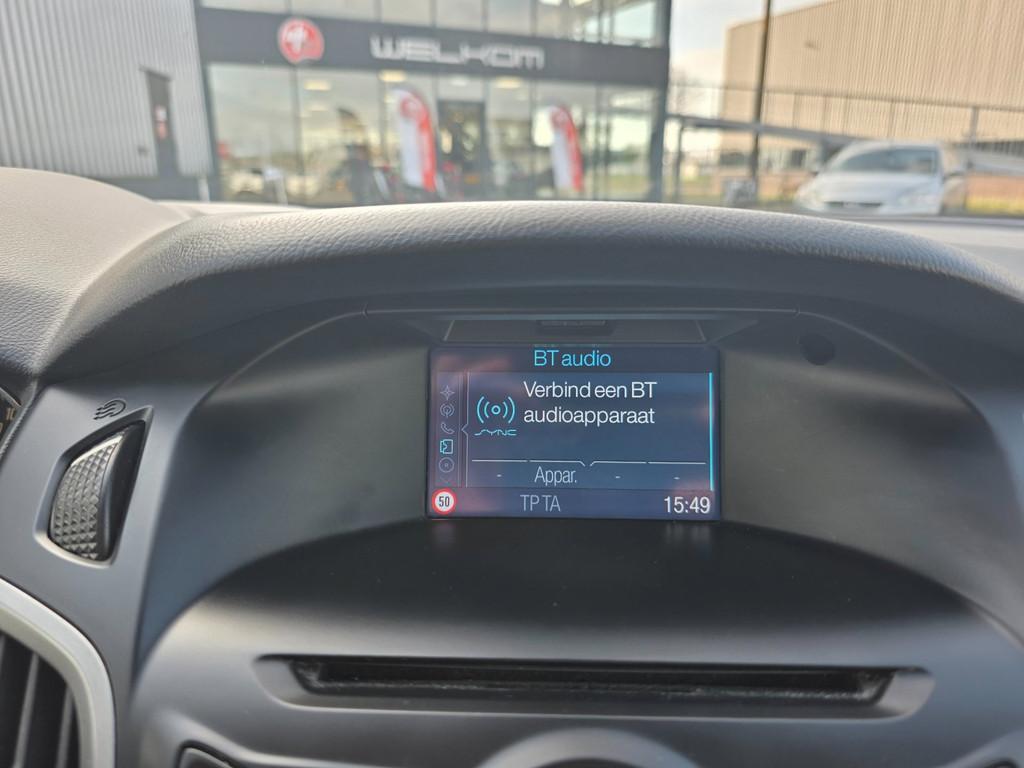 WELKOM
BT audio
Verbind een BT
audioapparaat
SYNC
- Appar. - -
50 TP TA 15:49